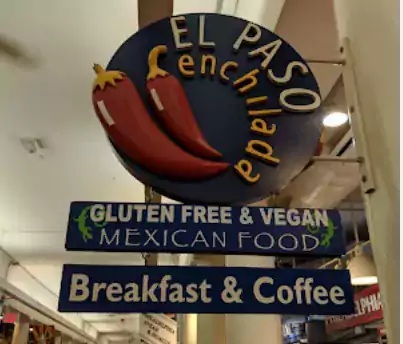 EL PASO
enchilada
GLUTEN FREE & VEGAN
MEXICAN FOOD
Breakfast & Coffee